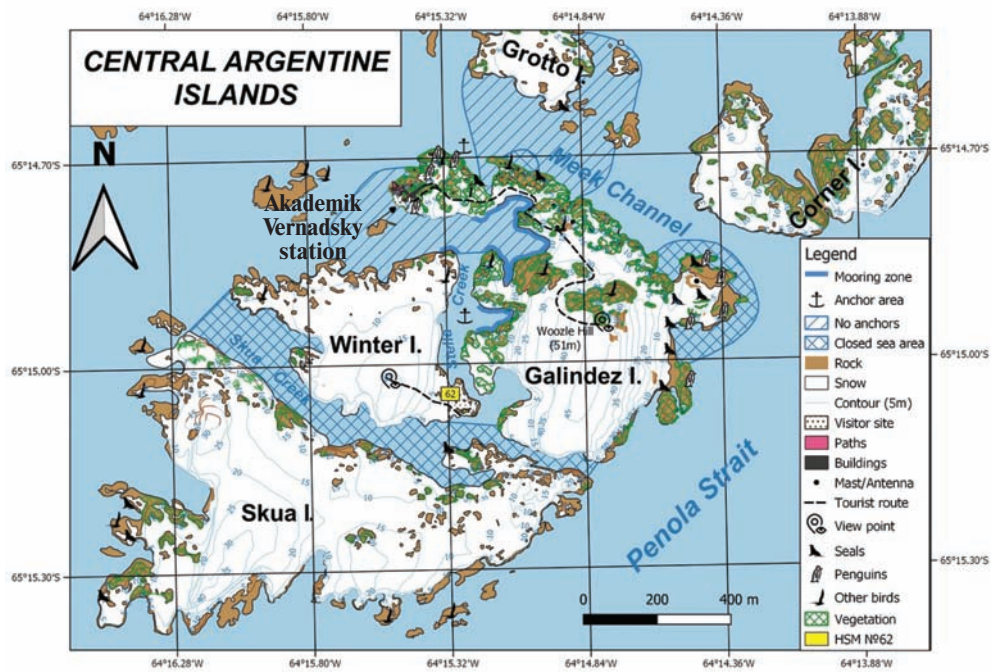 64°16.28'W 64°15.80'W 64°15.32'W 64°14.84'W 64°14.36'W 64°13.88'W
CENTRAL ARGENTINE
ISLANDS
Grotto I.
N
65°14.70'S
65°14.70'S
Meek Channel
Corner I.
Akademik
Vernadsky
station
Skua
Creek
Winter I.
Stella Creek
62
Woozle Hill
(51m)
Galindez I.
65°15.00'S
65°15.00'S
Skua I.
Penola Strait
65°15.30'S
65°15.30'S
Legend
Mooring zone
Anchor area
No anchors
Closed sea area
Rock
Snow
Contour (5m)
Visitor site
Paths
Buildings
Mast/Antenna
Tourist route
View point
Seals
Penguins
Other birds
Vegetation
HSM №62
0 200 400 m
64°16.28'W 64°15.80'W 64°15.32'W 64°14.84'W 64°14.36'W 64°13.88'W